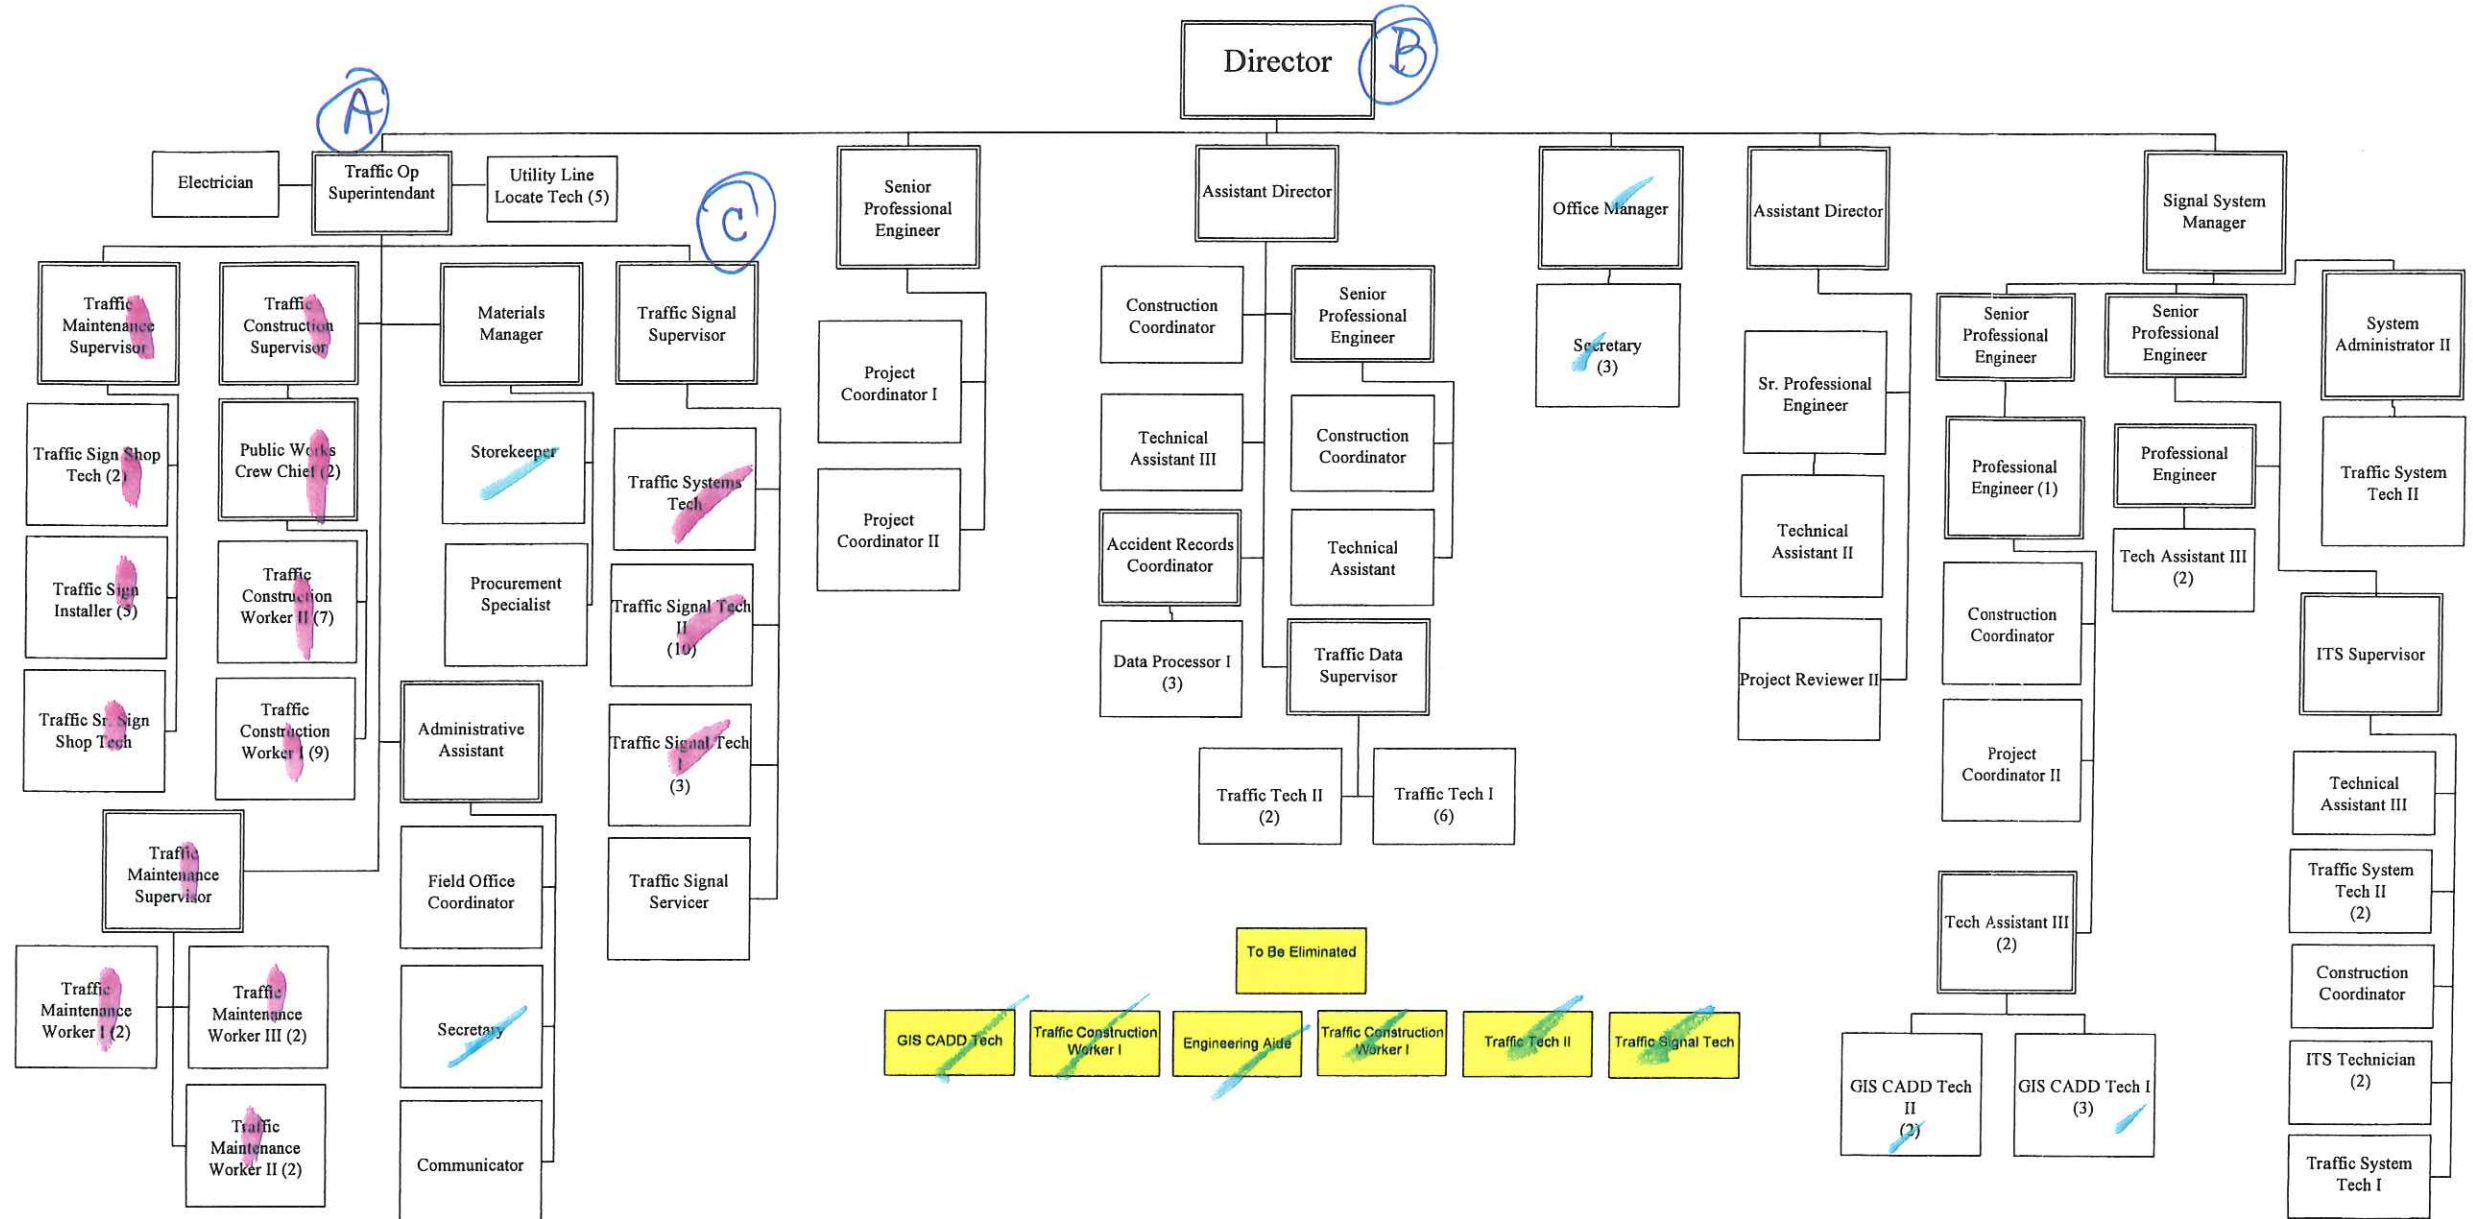 Director
B
A
Electrician
Traffic Op
Superintendant
Utility Line
Locate Tech (5)
C
Senior
Professional
Engineer
Assistant Director
Office Manager
Assistant Director
Signal System
Manager
Traffic
Maintenance
Supervisor
Traffic
Construction
Supervisor
Materials
Manager
Traffic Signal
Supervisor
Traffic Sign Shop
Tech (2)
Traffic Sign
Installer (3)
Traffic Sr. Sign
Shop Tech
Public Works
Crew Chief (2)
Traffic
Construction
Worker II (7)
Traffic
Construction
Worker I (9)
Storekeeper
Procurement
Specialist
Administrative
Assistant
Field Office
Coordinator
Secretary
Communicator
Traffic Systems
Tech
Traffic Signal Tech
II
(10)
Traffic Signal Tech
I
(3)
Traffic Signal
Servicer
Traffic
Maintenance
Supervisor
Traffic
Maintenance
Worker I (2)
Traffic
Maintenance
Worker III (2)
Traffic
Maintenance
Worker II (2)
Project
Coordinator I
Project
Coordinator II
Construction
Coordinator
Senior
Professional
Engineer
Technical
Assistant III
Construction
Coordinator
Accident Records
Coordinator
Technical
Assistant
Data Processor I
(3)
Traffic Data
Supervisor
Traffic Tech II
(2)
Traffic Tech I
(6)
Secretary
(3)
Sr. Professional
Engineer
Technical
Assistant II
Project Reviewer II
Senior
Professional
Engineer
Senior
Professional
Engineer
System
Administrator II
Professional
Engineer (1)
Professional
Engineer
Traffic System
Tech II
Construction
Coordinator
Tech Assistant III
(2)
Project
Coordinator II
ITS Supervisor
Tech Assistant III
(2)
GIS CADD Tech
II
(2)
GIS CADD Tech I
(3)
Technical
Assistant III
Traffic System
Tech II
(2)
Construction
Coordinator
ITS Technician
(2)
Traffic System
Tech I
To Be Eliminated
GIS CADD Tech
Traffic Construction
Worker I
Engineering Aide
Traffic Construction
Worker I
Traffic Tech II
Traffic Signal Tech